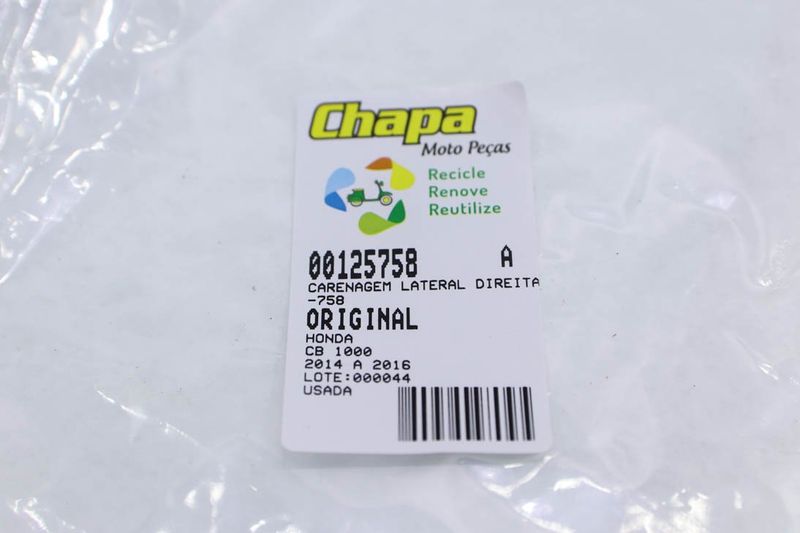 Chapa
Moto Peças
Recicle
Renove
Reutilize
00125758 A
CARENAGEM LATERAL DIREITA
-758
ORIGINAL
HONDA
CB 1000
2014 A 2016
LOTE:000044
USADA